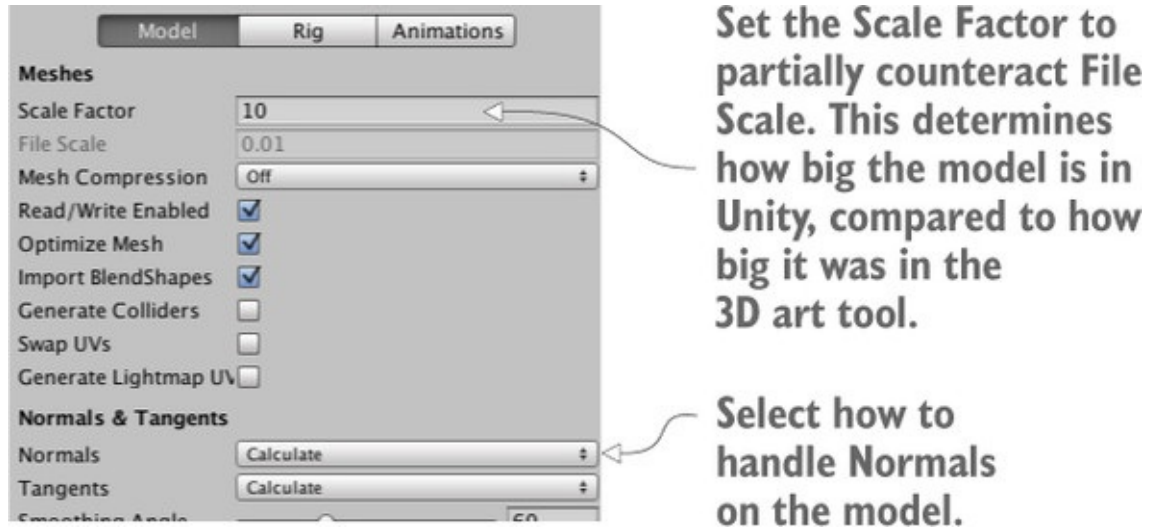 Model Rig Animations
Meshes
Scale Factor 10
File Scale 0.01
Mesh Compression Off
Read/Write Enabled
Optimize Mesh
Import BlendShapes
Generate Colliders
Swap UVs
Generate Lightmap UV
Normals & Tangents
Normals Calculate
Tangents Calculate
Smoothing Angle 60
Set the Scale Factor to
partially counteract File
Scale. This determines
how big the model is in
Unity, compared to how
big it was in the
3D art tool.
Select how to
handle Normals
on the model.